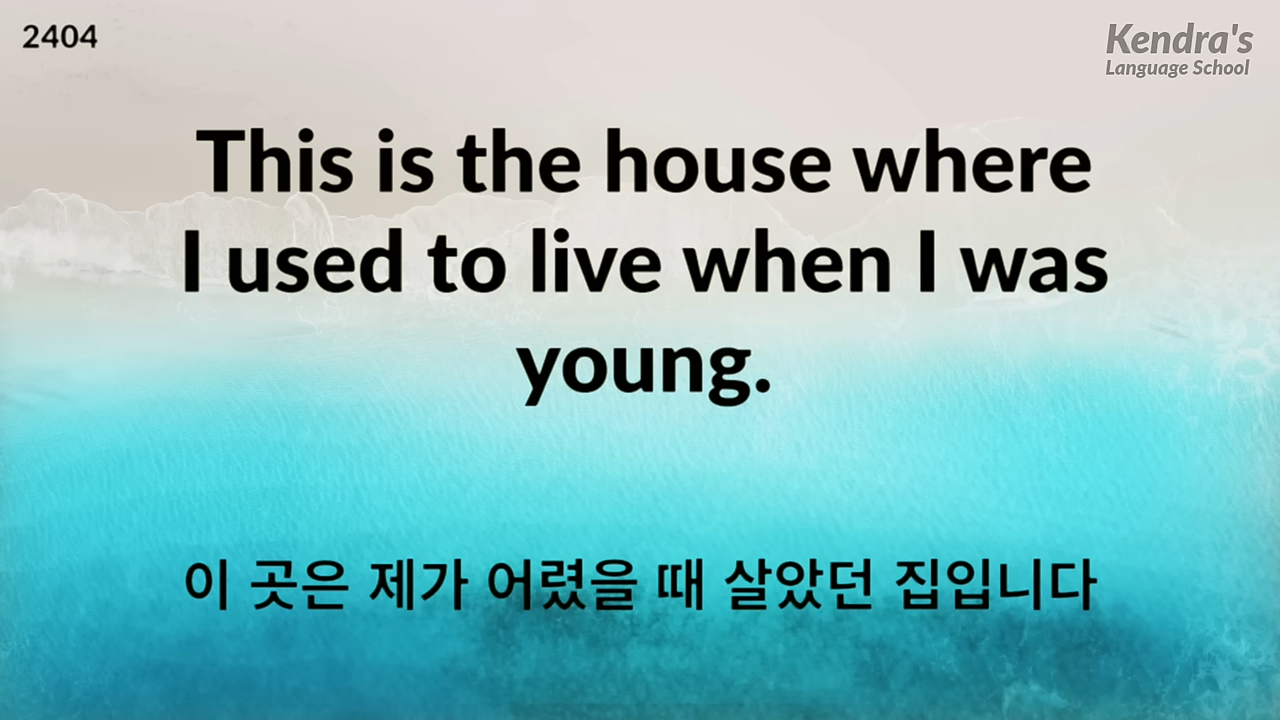 2404
Kendra's
Language School
This is the house where
I used to live when I was
young.
이 곳은 제가 어렸을 때 살았던 집입니다